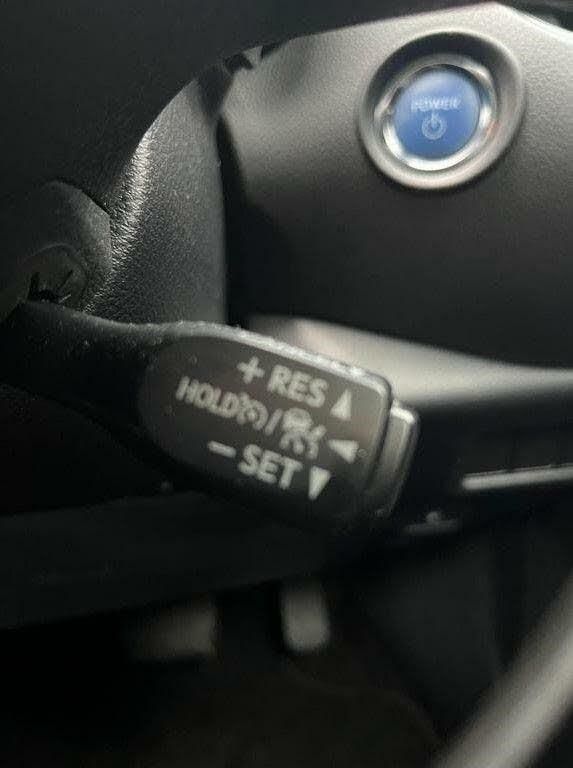 POWER
+ RES ▲
HOLD / ◀
− SET ▼